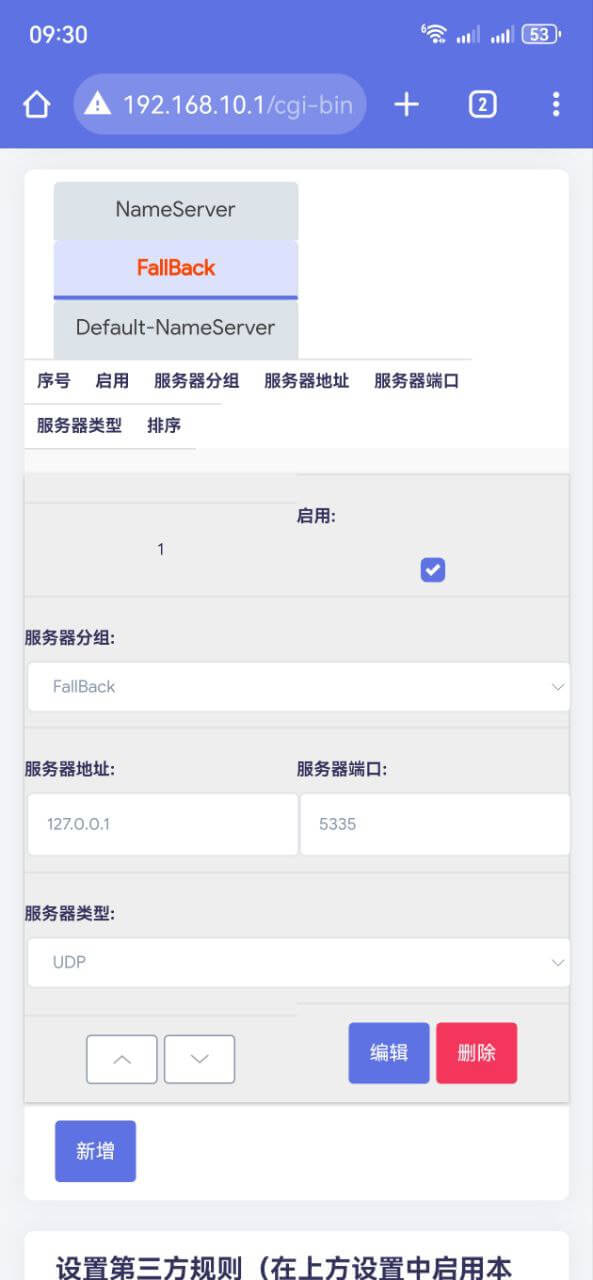 09:30
6
53
192.168.10.1/cgi-bin
2
NameServer
FallBack
Default-NameServer
序号 启用 服务器分组 服务器地址 服务器端口
服务器类型 排序
启用:
1
服务器分组:
FallBack
服务器地址: 服务器端口:
127.0.0.1 5335
服务器类型:
UDP
编辑 删除
新增
设置第三方规则（在上方设置中启用本